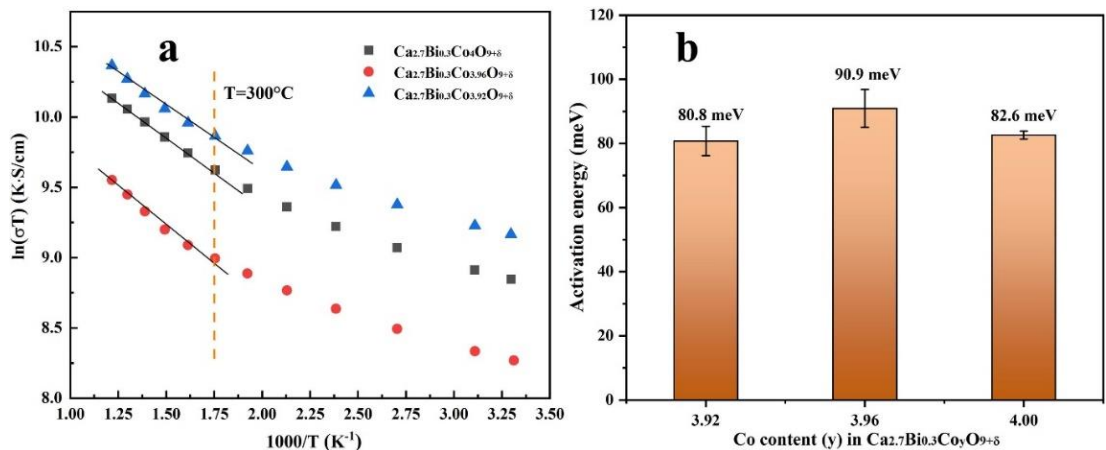 a
Ca2.7Bi0.3Co4O9+δ
Ca2.7Bi0.3Co3.96O9+δ
Ca2.7Bi0.3Co3.92O9+δ
T=300°C
ln(σT) (K·S/cm)
10.5
10.0
9.5
9.0
8.5
8.0
1.00 1.25 1.50 1.75 2.00 2.25 2.50 2.75 3.00 3.25 3.50
1000/T (K-1)
b
80.8 meV
90.9 meV
82.6 meV
Activation energy (meV)
120
100
80
60
40
20
0
3.92 3.96 4.00
Co content (y) in Ca2.7Bi0.3CoyO9+δ